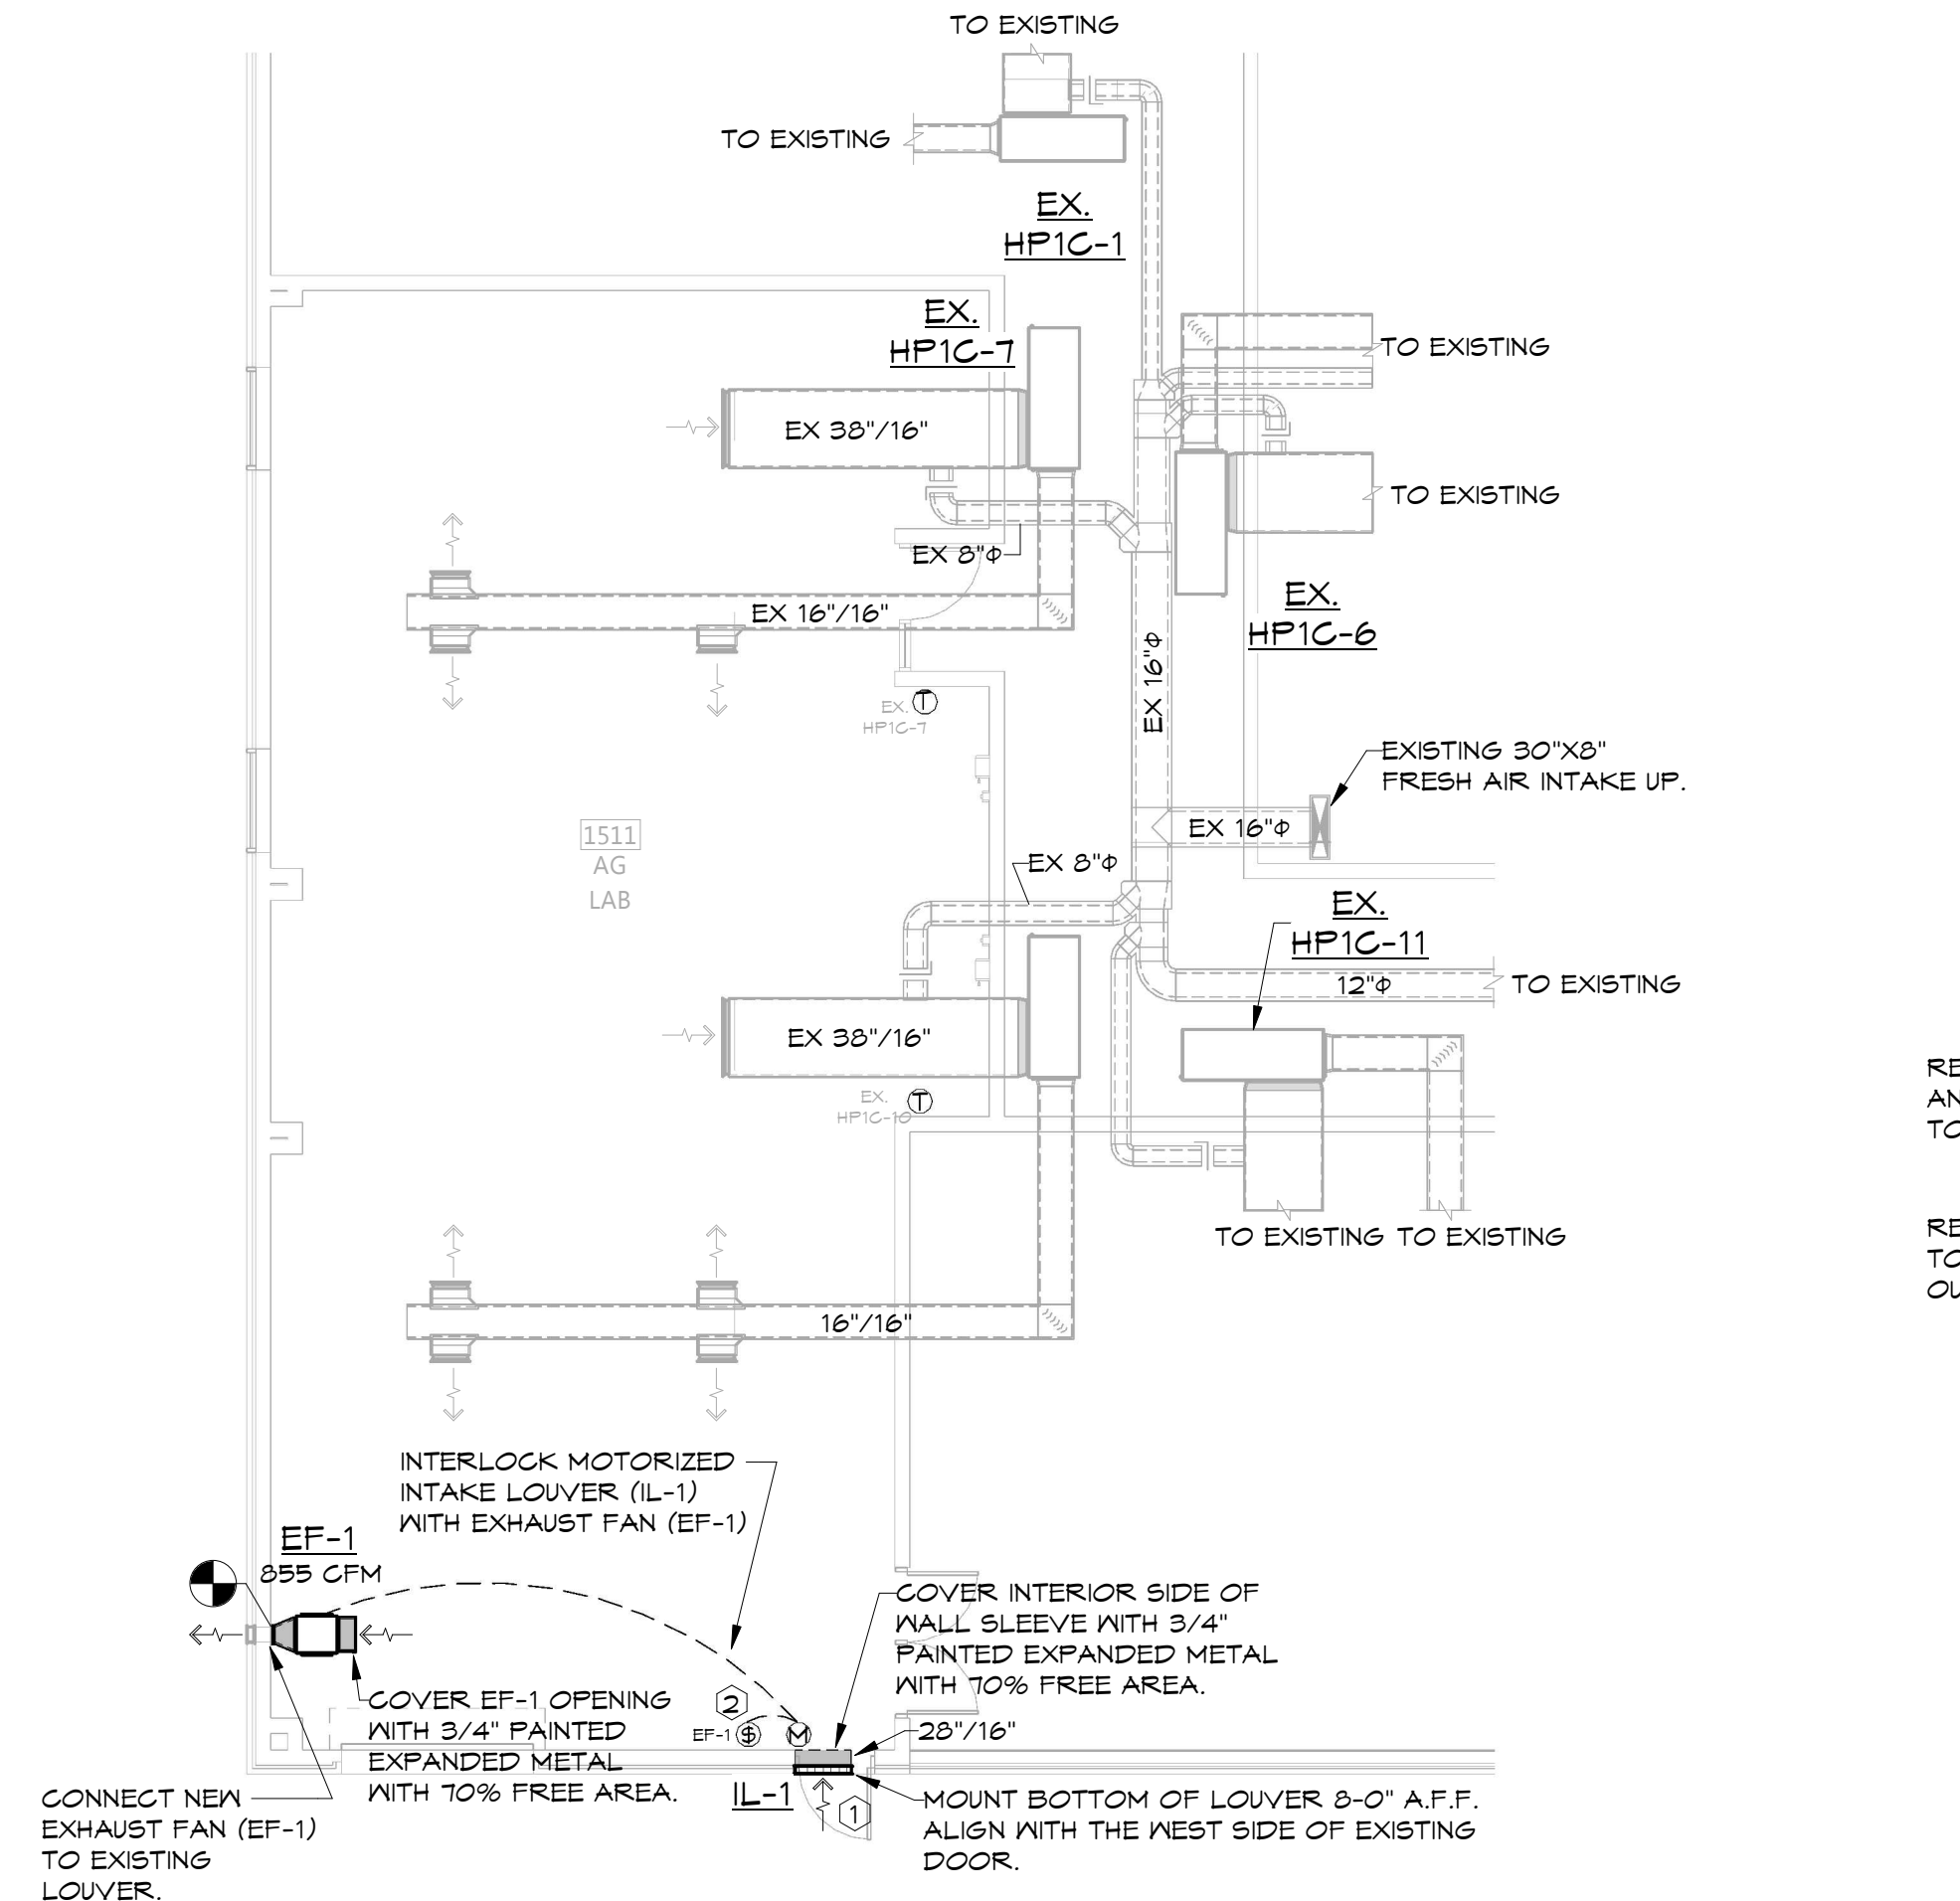 TO EXISTING
TO EXISTING
EX.
HP1C-1
EX.
HP1C-7
TO EXISTING
EX 38"/16"
TO EXISTING
EX 8"Φ
EX 16"/16"
EX.
HP1C-6
EX 16"Φ
EX. T
HP1C-7
EXISTING 30"X8"
FRESH AIR INTAKE UP.
EX 16"Φ
1511
AG
LAB
EX 8"Φ
EX.
HP1C-11
12"Φ
TO EXISTING
EX 38"/16"
EX. T
HP1C-10
TO EXISTING TO EXISTING
16"/16"
INTERLOCK MOTORIZED
INTAKE LOUVER (IL-1)
WITH EXHAUST FAN (EF-1)
EF-1
855 CFM
COVER INTERIOR SIDE OF
WALL SLEEVE WITH 3/4"
PAINTED EXPANDED METAL
WITH 70% FREE AREA.
COVER EF-1 OPENING
WITH 3/4" PAINTED
EXPANDED METAL
WITH 70% FREE AREA.
2
EF-1 $ M
28"/16"
IL-1
1
MOUNT BOTTOM OF LOUVER 8-0" A.F.F.
ALIGN WITH THE WEST SIDE OF EXISTING
DOOR.
CONNECT NEW
EXHAUST FAN (EF-1)
TO EXISTING
LOUVER.